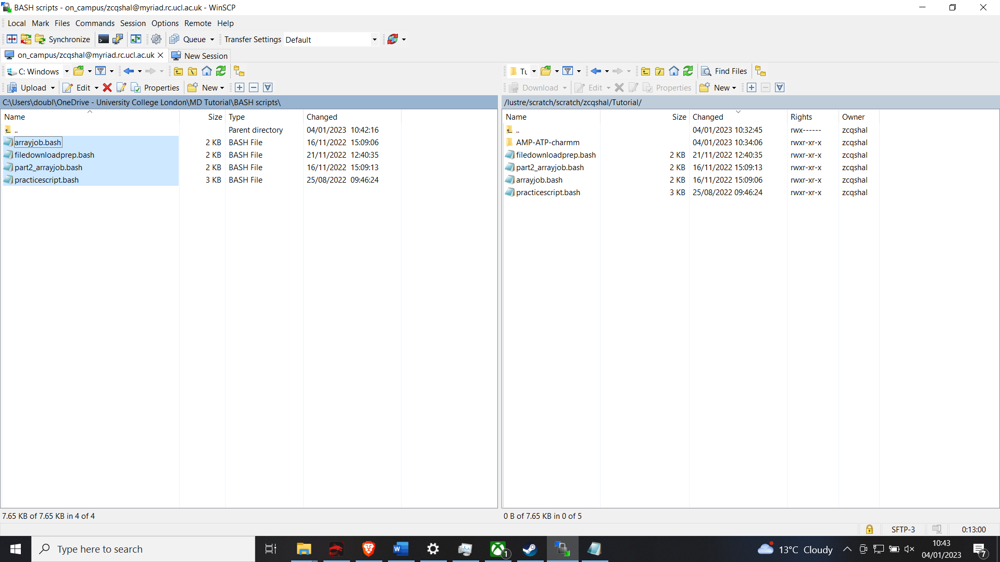 BASH scripts - on_campus/zcqshal@myriad.rc.ucl.ac.uk - WinSCP
Local Mark Files Commands Session Options Remote Help
Synchronize Queue Transfer Settings Default
on_campus/zcqshal@myriad.rc.ucl.ac.uk New Session
C: Windows Tu Find Files
Upload Edit Properties New Download Edit Properties New
C:\Users\doubl\OneDrive - University College London\MD Tutorial\BASH scripts\ /lustre/scratch/scratch/zcqshal/Tutorial/
Name Size Type Changed Name Size Changed Rights Owner
.. Parent directory 04/01/2023 10:42:16 .. 04/01/2023 10:32:45 rwx------ zcqshal
arrayjob.bash 2 KB BASH File 16/11/2022 15:09:06 AMP-ATP-charmm 04/01/2023 10:34:06 rwxr-xr-x zcqshal
filedownloadprep.bash 2 KB BASH File 21/11/2022 12:40:35 filedownloadprep.bash 2 KB 21/11/2022 12:40:35 rwxr-xr-x zcqshal
part2_arrayjob.bash 2 KB BASH File 16/11/2022 15:09:13 part2_arrayjob.bash 2 KB 16/11/2022 15:09:13 rwxr-xr-x zcqshal
practicescript.bash 3 KB BASH File 25/08/2022 09:46:24 arrayjob.bash 2 KB 16/11/2022 15:09:06 rwxr-xr-x zcqshal
practicescript.bash 3 KB 25/08/2022 09:46:24 rwxr-xr-x zcqshal
7.65 KB of 7.65 KB in 4 of 4 0 B of 7.65 KB in 0 of 5
SFTP-3 0:13:00
Type here to search W 1 13°C Cloudy 10:43
04/01/2023 7